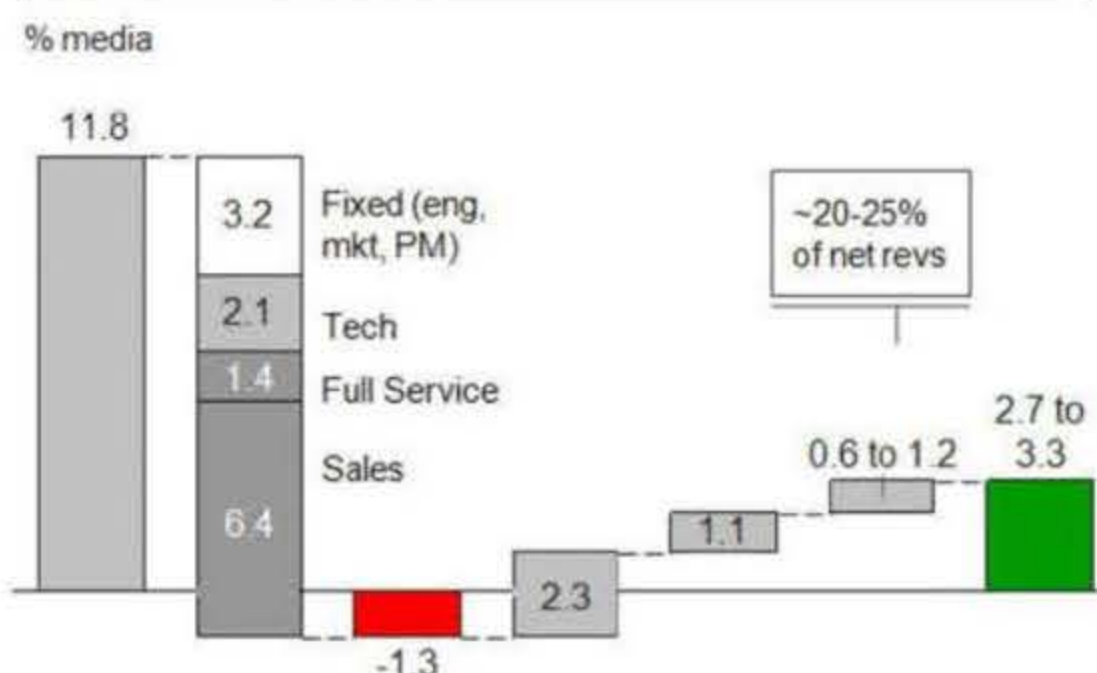 % media
11.8
3.2
Fixed (eng,
mkt, PM)
2.1
Tech
1.4
Full Service
Sales
6.4
-1.3
2.3
1.1
0.6 to 1.2
~20-25%
of net revs
2.7 to
3.3